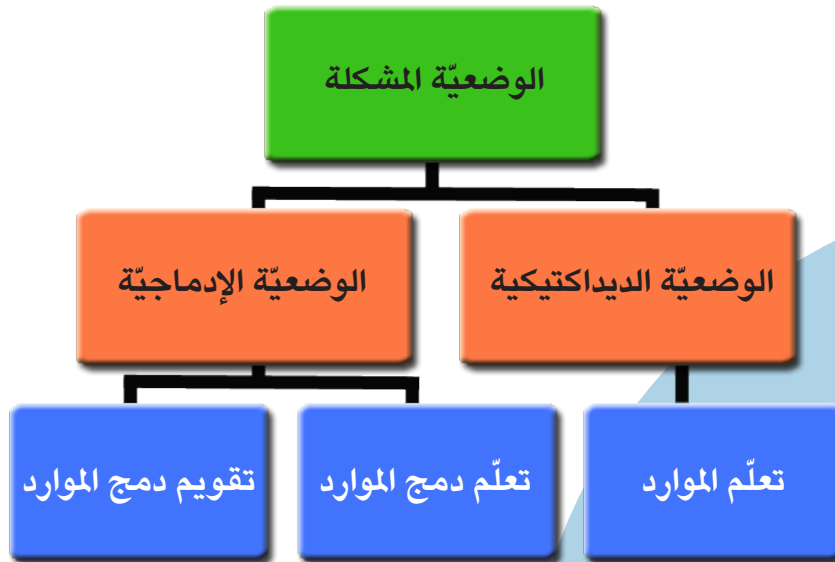 الوضعيّة المشكلة
الوضعيّة الديداكتيكية
الوضعيّة الإدماجيّة
تعلّم الموارد
تعلّم دمج الموارد
تقويم دمج الموارد